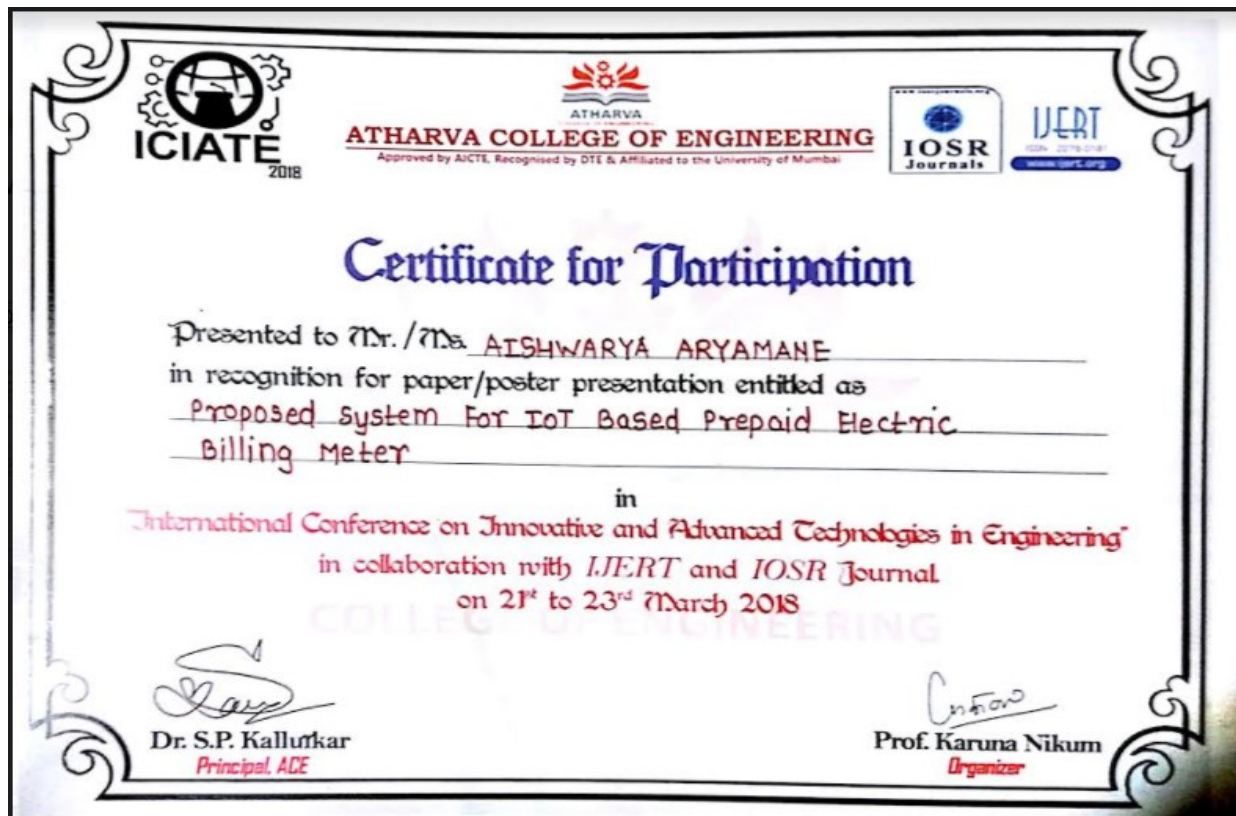 ICIATE
2018
ATHARVA
ATHARVA COLLEGE OF ENGINEERING
Approved by AICTE, Recognised by DTE & Affiliated to the University of Mumbai
IOSR
Journals
IJERT
www.ijert.org
Certificate for Participation
Presented to Mr./Ms. AISHWARYA ARYAMANE
in recognition for paper/poster presentation entitled as
Proposed System For IoT Based Prepaid Electric
Billing Meter
in
"International Conference on Innovative and Advanced Technologies in Engineering"
in collaboration with IJERT and IOSR Journal
on 21st to 23rd March 2018
COLLEGE OF ENGINEERING
Dr. S.P. Kallurkar
Principal, ACE
Prof. Karuna Nikum
Organizer